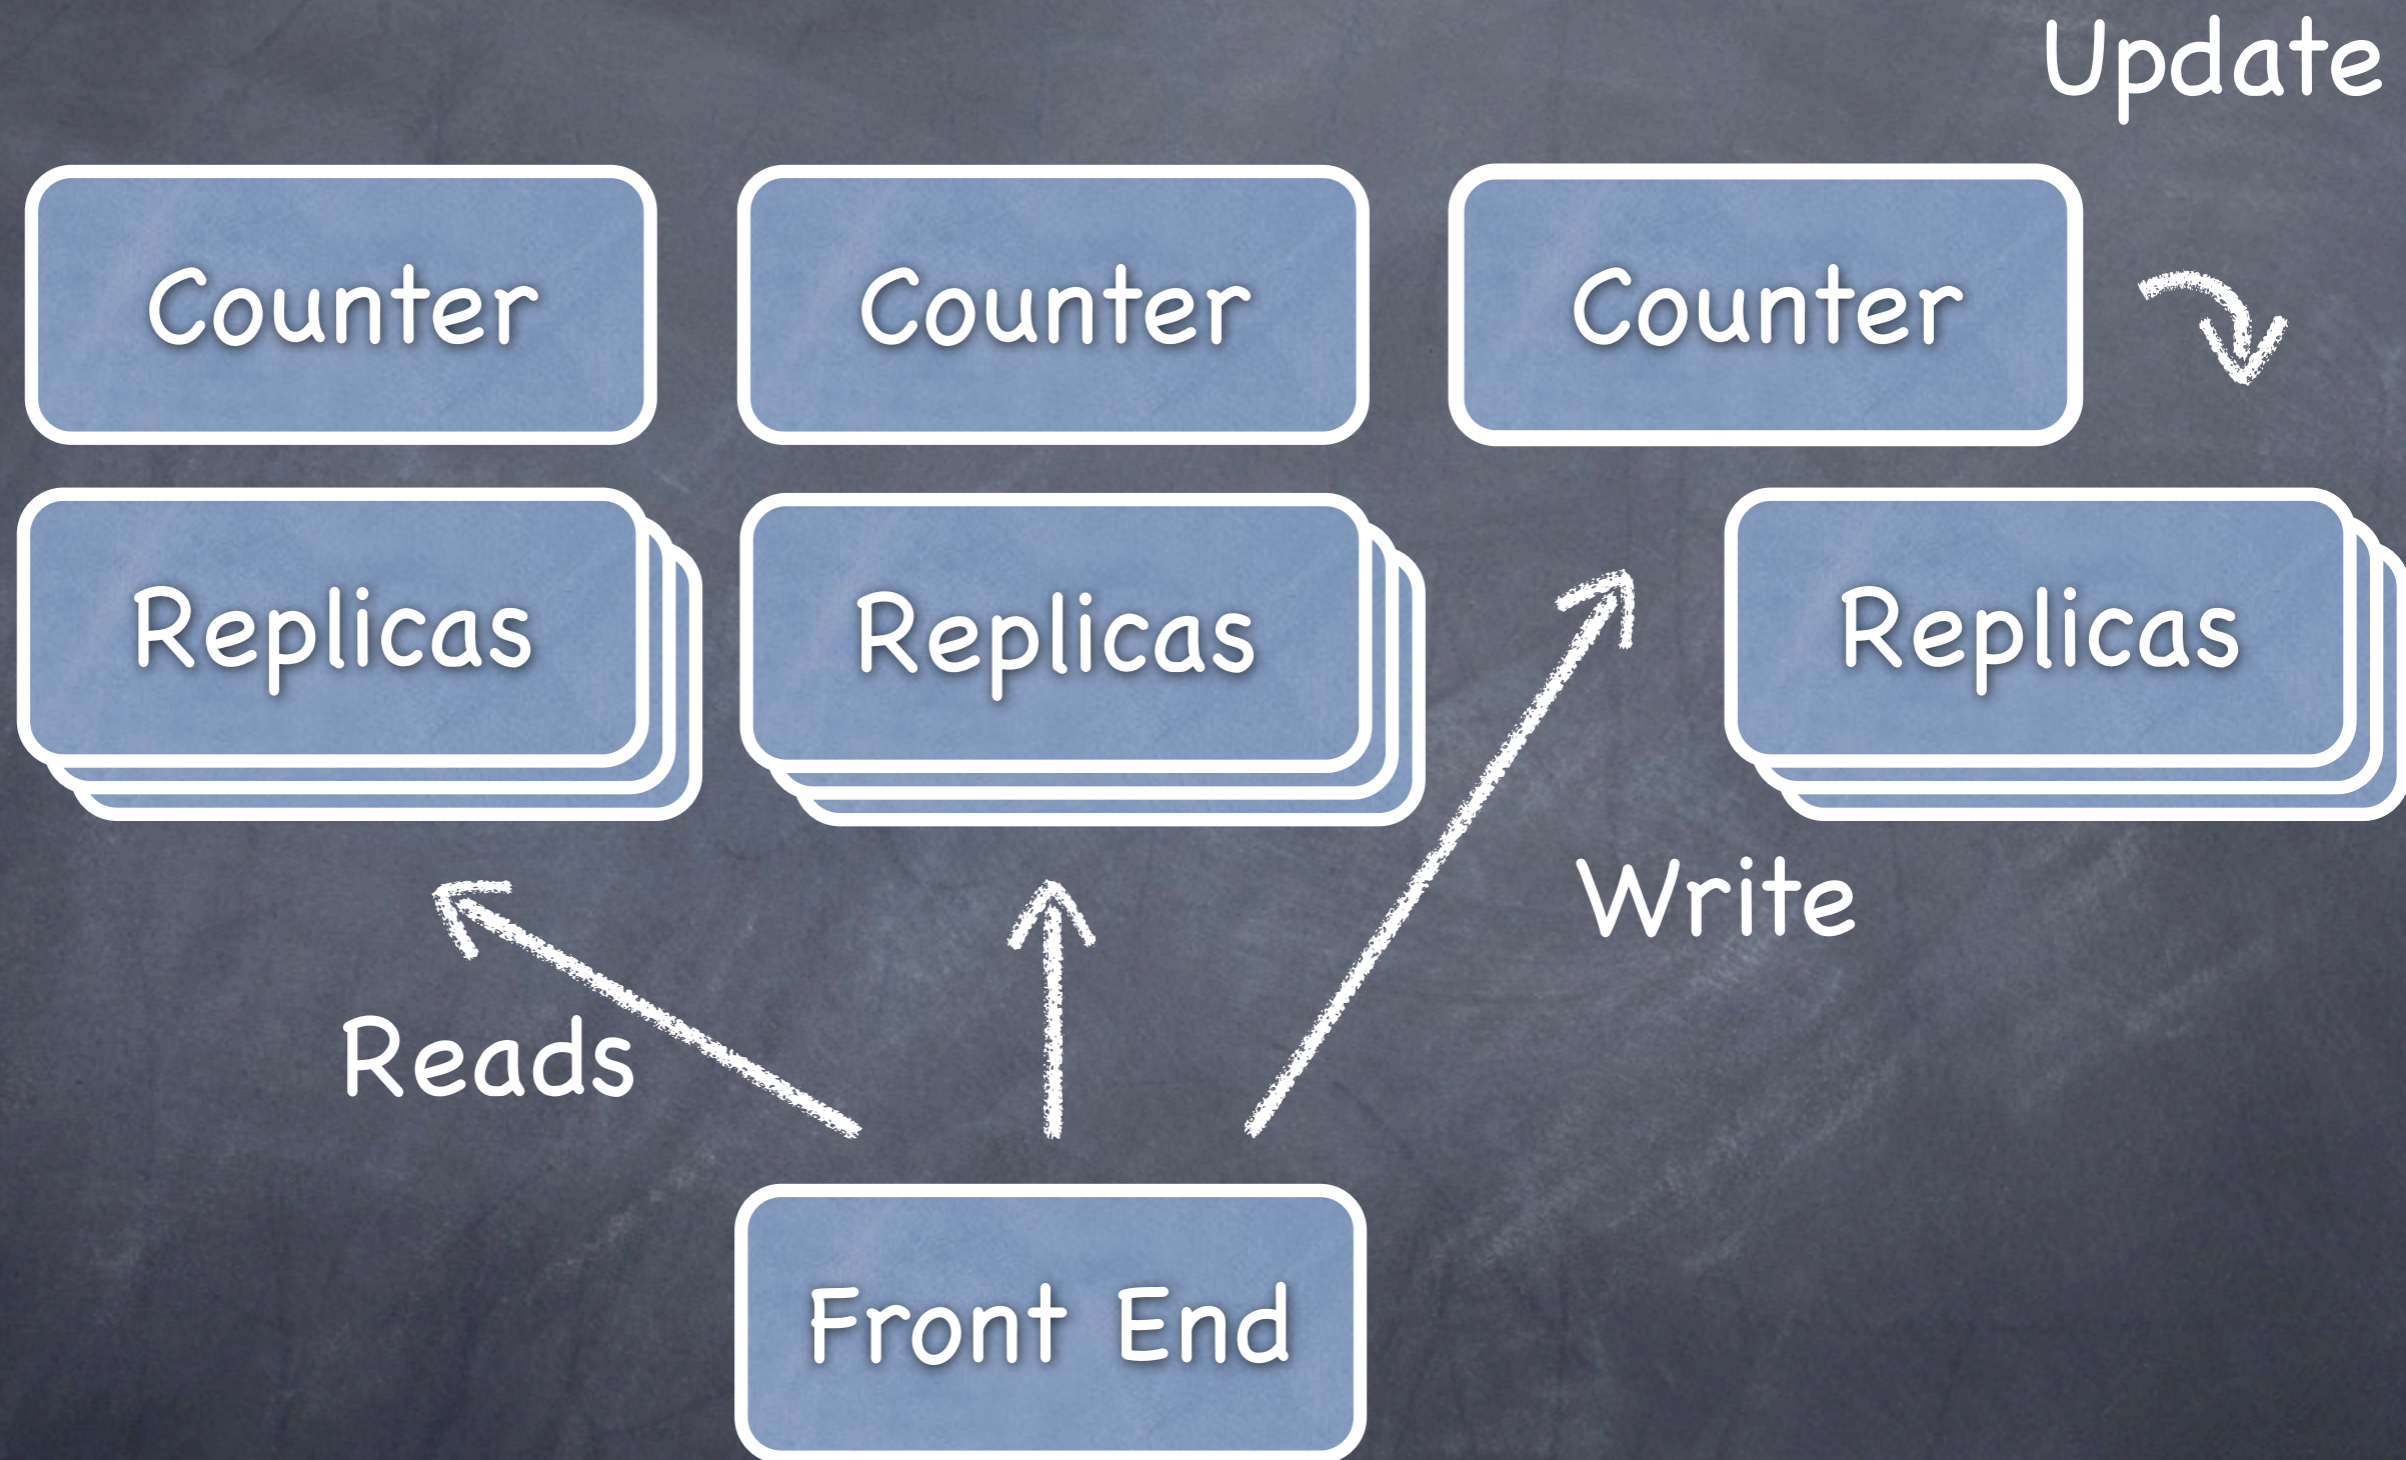 Update
Counter Counter Counter
Replicas Replicas Replicas
Write
Reads
Front End